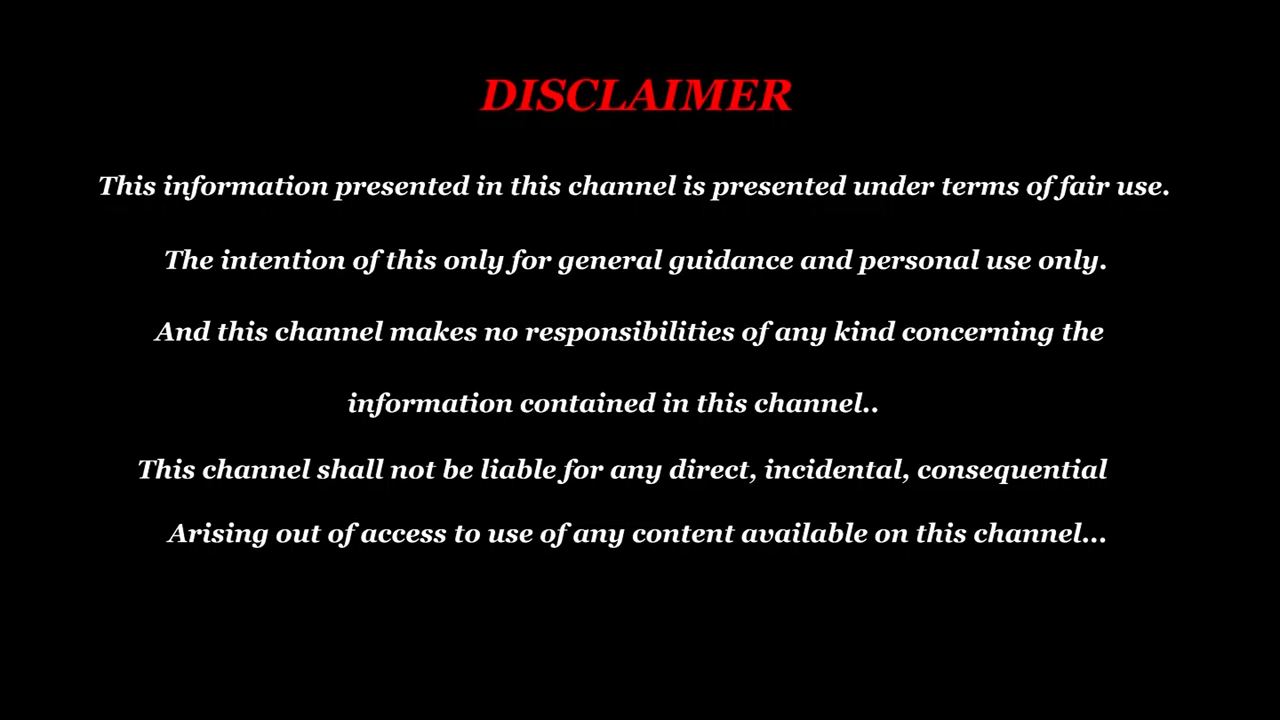 DISCLAIMER
This information presented in this channel is presented under terms of fair use.
The intention of this only for general guidance and personal use only.
And this channel makes no responsibilities of any kind concerning the
information contained in this channel..
This channel shall not be liable for any direct, incidental, consequential
Arising out of access to use of any content available on this channel...